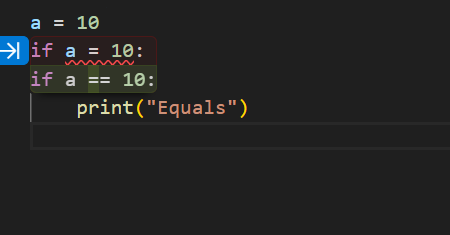 a = 10
if a = 10:
if a == 10:
    print("Equals")